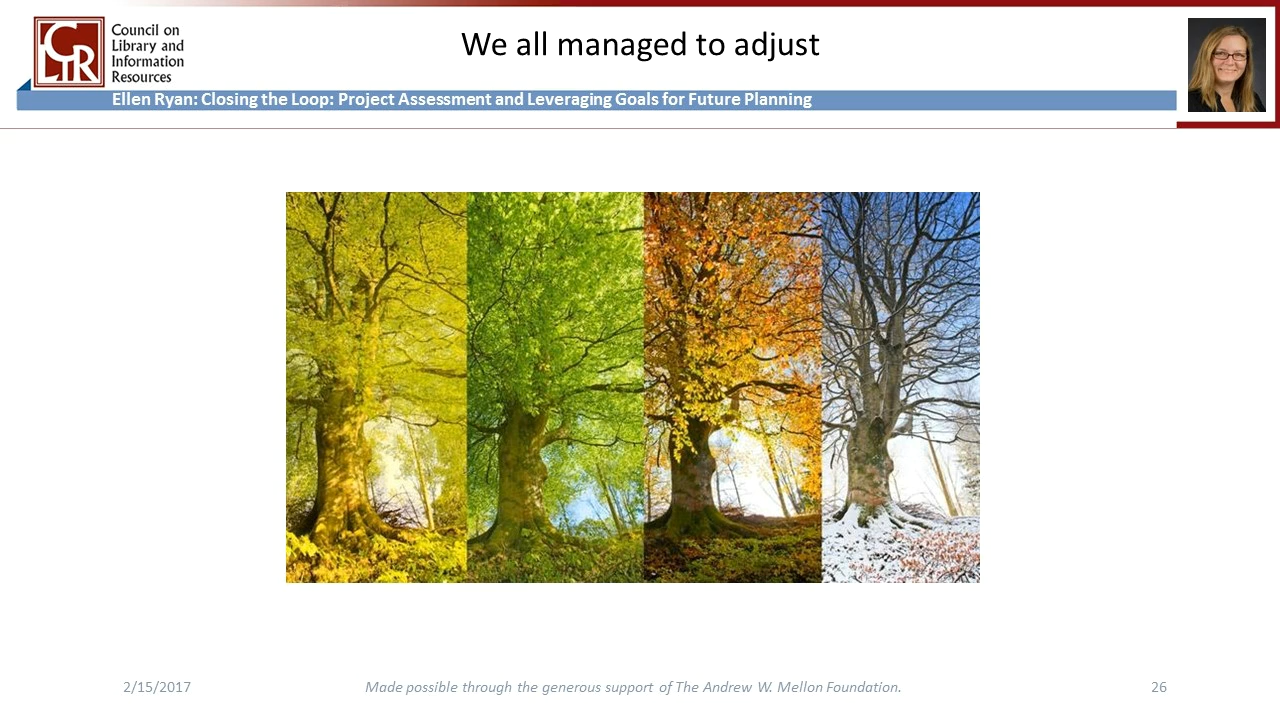 We all managed to adjust
CLIR
Council on
Library and
Information
Resources
Ellen Ryan: Closing the Loop: Project Assessment and Leveraging Goals for Future Planning
2/15/2017
Made possible through the generous support of The Andrew W. Mellon Foundation.
26